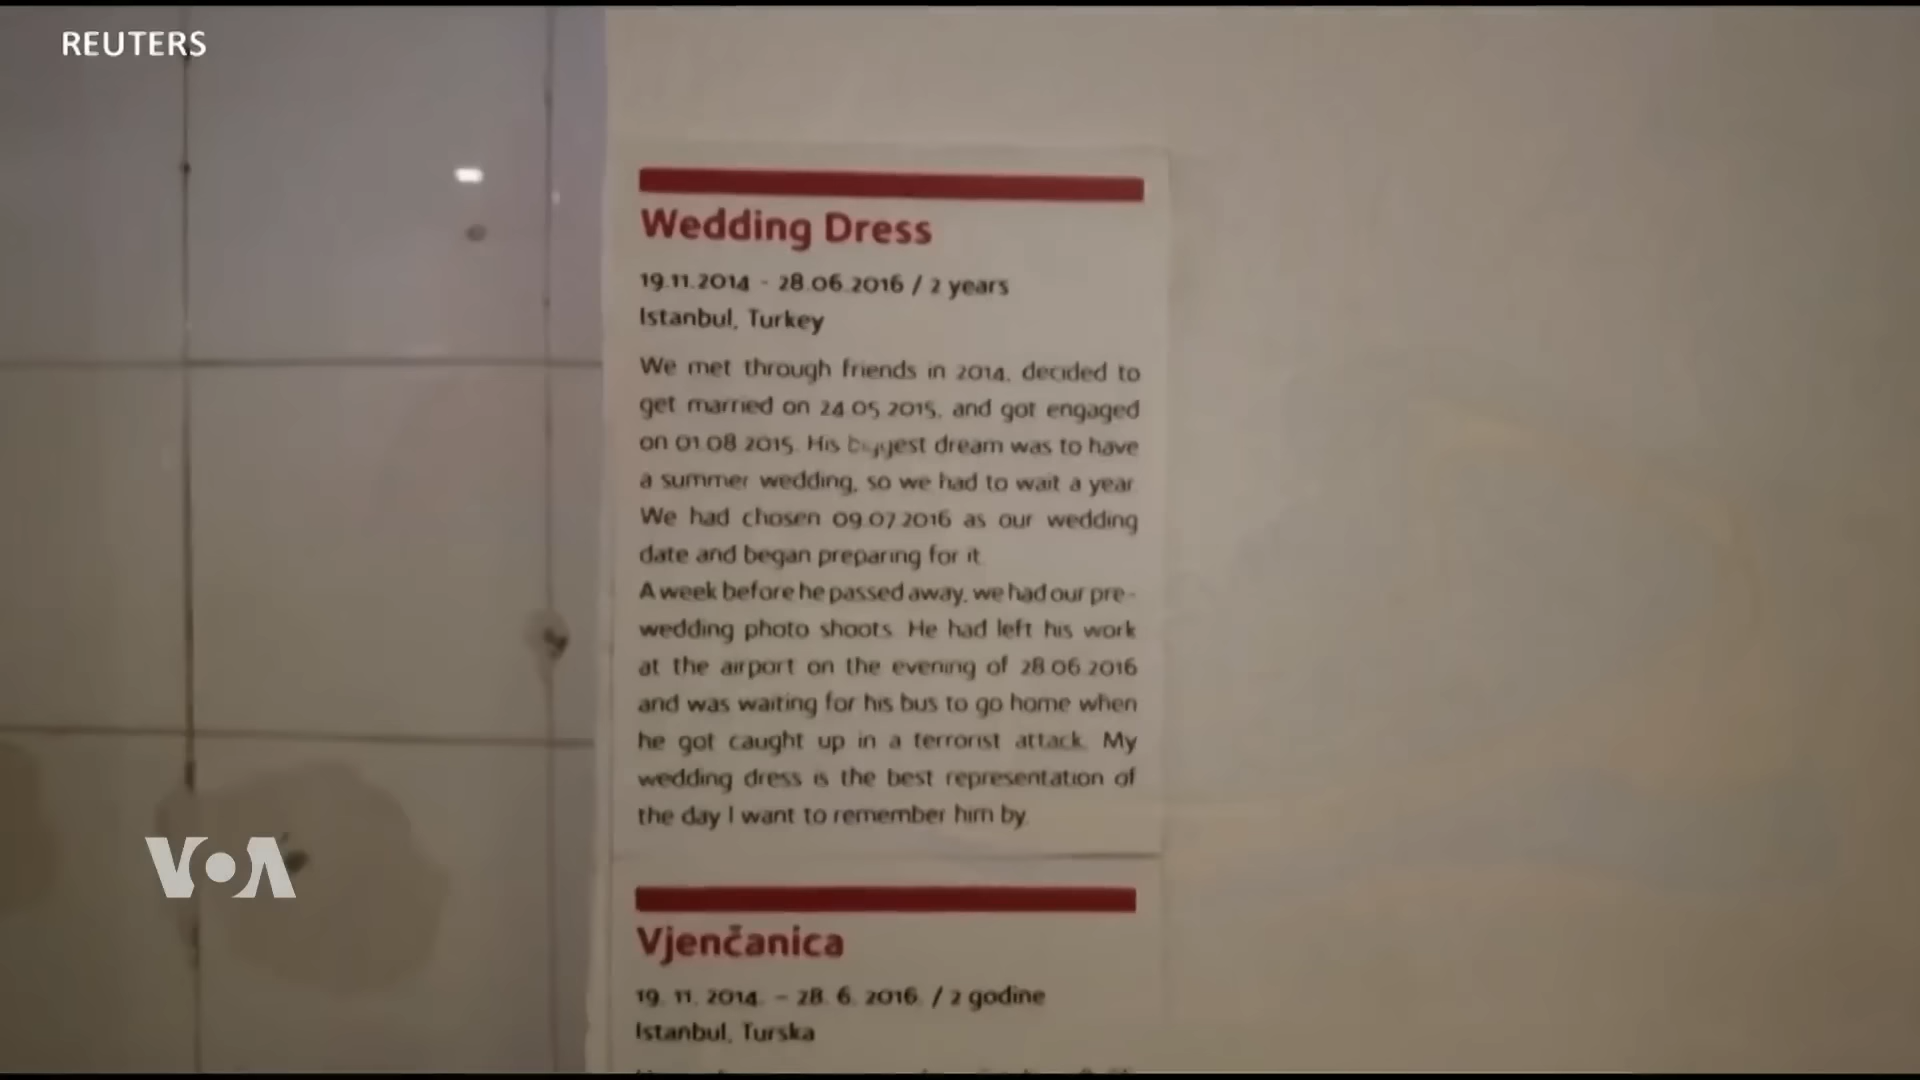 REUTERS
Wedding Dress
19.11.2014 - 28.06.2016 / 2 years
Istanbul, Turkey
We met through friends in 2014, decided to
get married on 24.05.2015, and got engaged
on 01.08.2015. His biggest dream was to have
a summer wedding, so we had to wait a year.
We had chosen 09.07.2016 as our wedding
date and began preparing for it.
A week before he passed away, we had our pre-
wedding photo shoots. He had left his work
at the airport on the evening of 28.06.2016
and was waiting for his bus to go home when
he got caught up in a terrorist attack. My
wedding dress is the best representation of
the day I want to remember him by.
VOA
Vjenčanica
19. 11. 2014. – 28. 6. 2016. / 2 godine
Istanbul, Turska